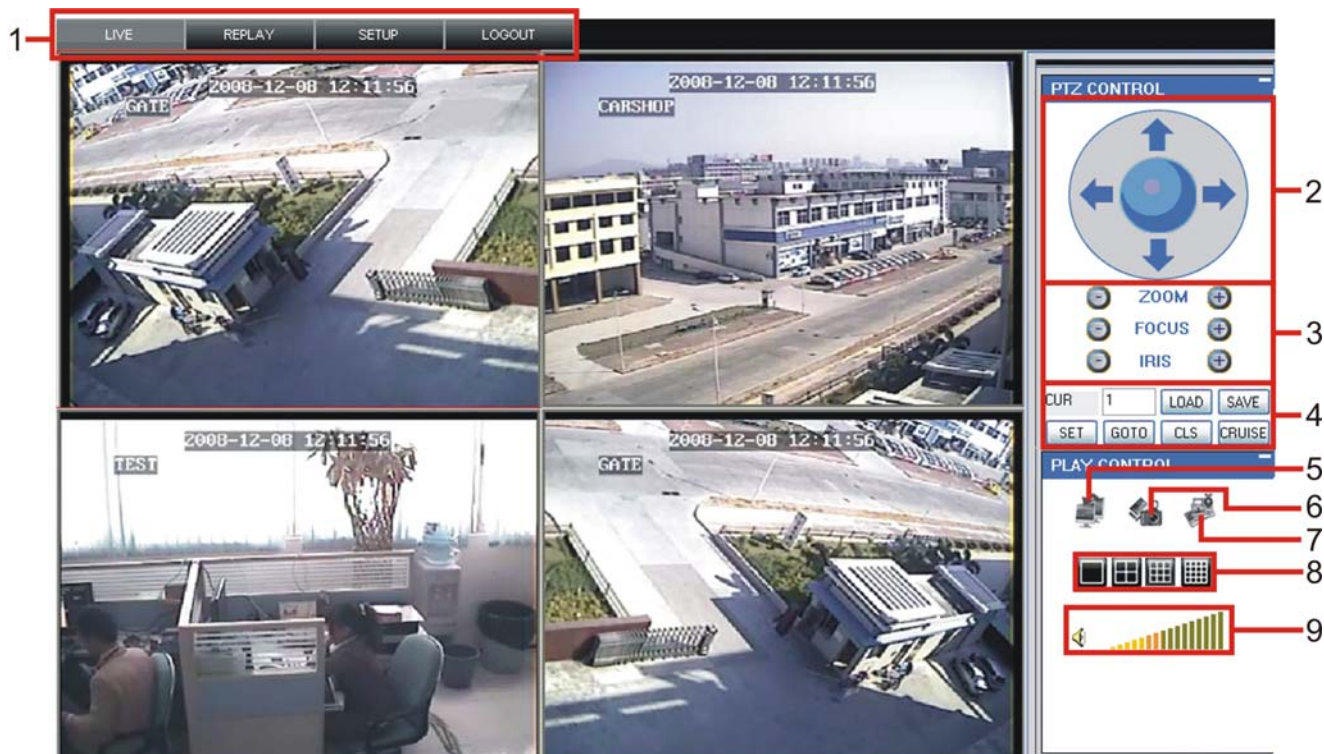 1
LIVE REPLAY SETUP LOGOUT
2008-12-08 12:11:56
GATE
2008-12-08 12:11:56
CARSHOP
PTZ CONTROL
2
ZOOM
FOCUS
IRIS
3
CUR 1 LOAD SAVE
SET GOTO CLS CRUISE
4
2008-12-08 12:11:56
TEST
2008-12-08 12:11:56
GATE
PLAY CONTROL
5
6
7
8
9